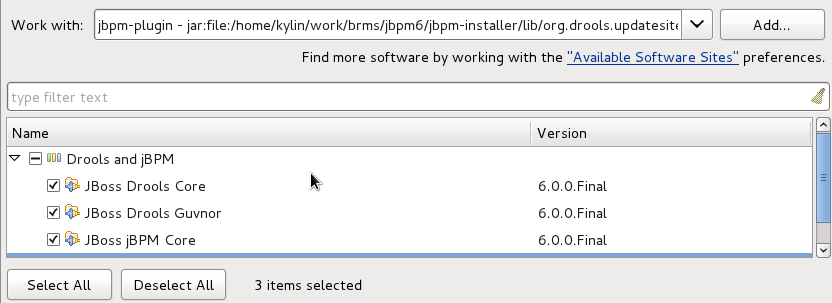 Work with: jbpm-plugin - jar:file:/home/kylin/work/brms/jbpm6/jbpm-installer/lib/org.drools.updatesite Add...
Find more software by working with the "Available Software Sites" preferences.
type filter text
Name Version
Drools and jBPM
JBoss Drools Core 6.0.0.Final
JBoss Drools Guvnor 6.0.0.Final
JBoss jBPM Core 6.0.0.Final
Select All Deselect All 3 items selected